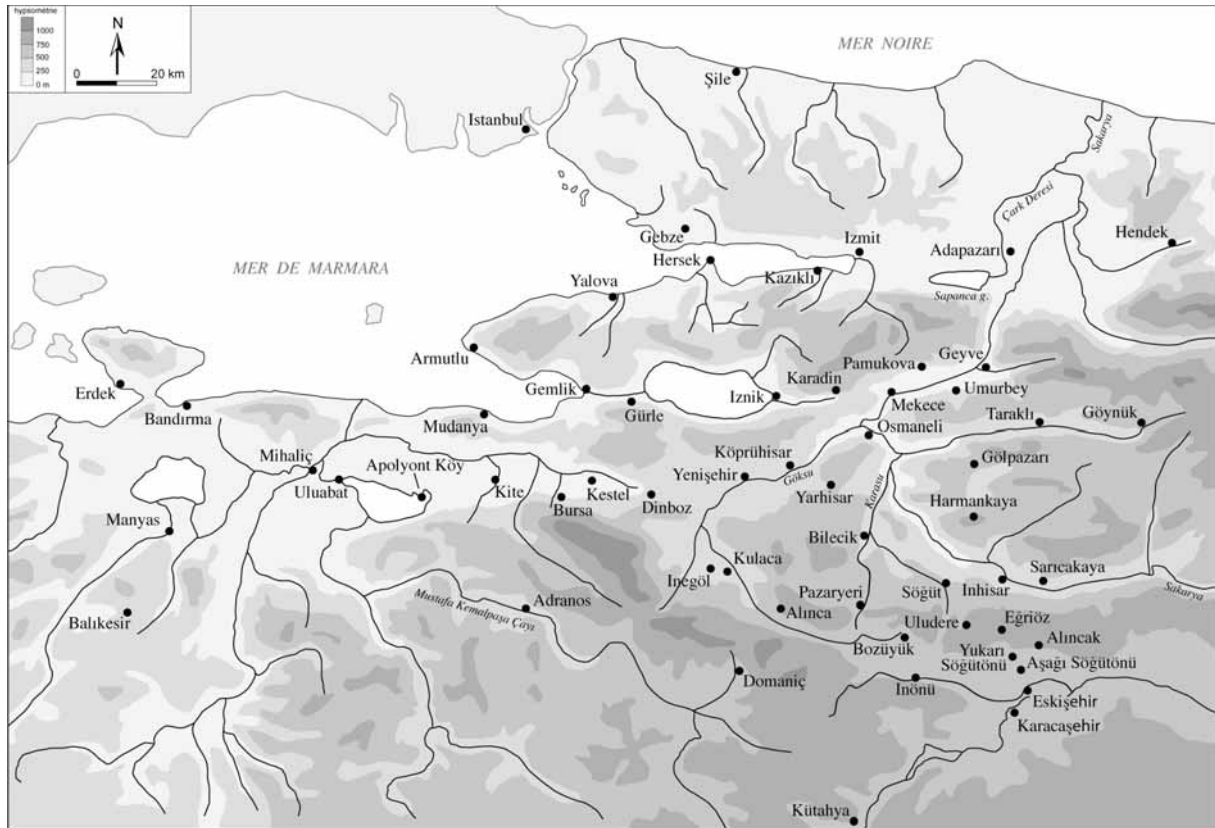 hypsométrie
1000
750
500
250
0 m
N
0 20 km
MER NOIRE
Şile
Istanbul
Sakarya
Çark Deresi
Gebze
Hersek
Izmit
Adapazarı
Hendek
MER DE MARMARA
Kazıklı
Yalova
Sapanca g.
Armutlu
Pamukova
Geyve
Erdek
Gemlik
Iznik
Karadin
Umurbey
Bandırma
Gürle
Mekece
Mudanya
Taraklı
Göynük
Osmaneli
Mihaliç
Apolyont Köy
Köprühisar
Gölpazarı
Uluabat
Kite
Kestel
Yenişehir
Göksu
Yarhisar
Karasu
Bursa
Dinboz
Harmankaya
Manyas
Bilecik
Kulaca
Inegöl
Sarıcakaya
Söğüt
Inhisar
Sakarya
Mustafa Kemalpaşa Çayı
Adranos
Pazaryeri
Alınca
Balıkesir
Uludere
Eğriöz
Bozüyük
Alıncak
Yukarı
Söğütönü
Aşağı Söğütönü
Domaniç
Inönü
Eskişehir
Karacaşehir
Kütahya